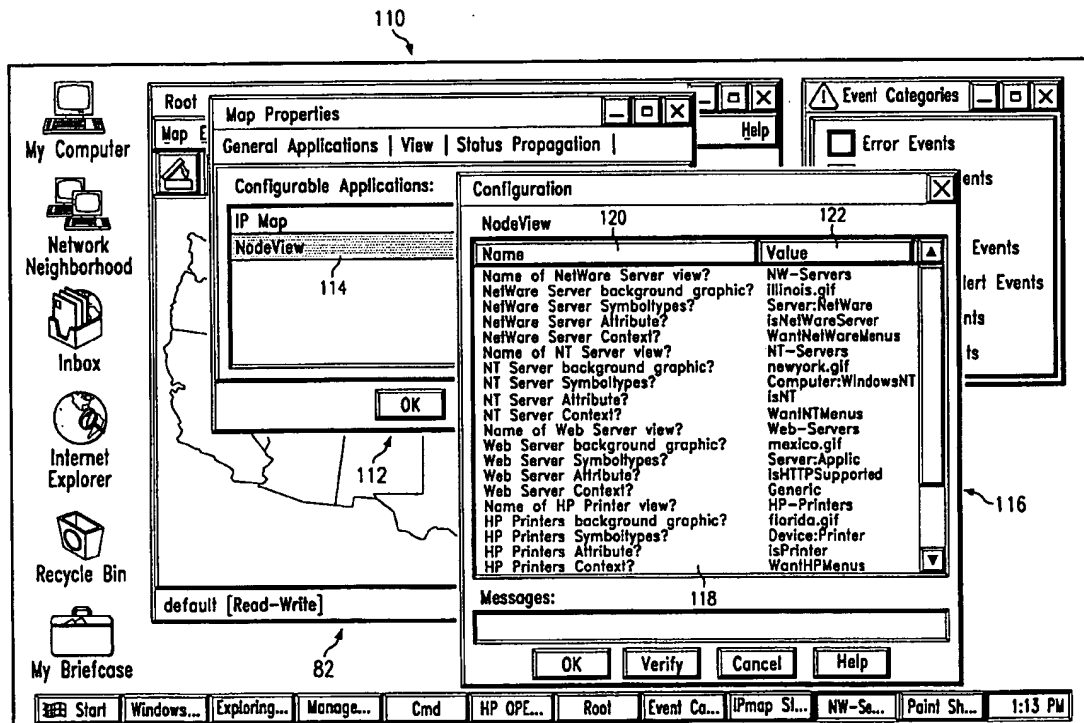 110
My Computer
Network
Neighborhood
Inbox
Internet
Explorer
Recycle Bin
My Briefcase
Root
Map E
Help
default [Read-Write]
82
Map Properties
General Applications | View | Status Propagation |
Configurable Applications:
IP Map
NodeView
114
OK
112
Event Categories
Error Events
ents
Events
lert Events
nts
ts
Configuration
NodeView
120
122
Name Value
Name of NetWare Server view? NW-Servers
NetWare Server background graphic? illinois.gif
NetWare Server Symboltypes? Server:NetWare
NetWare Server Attribute? isNetWareServer
NetWare Server Context? WantNetWareMenus
Name of NT Server view? NT-Servers
NT Server background graphic? newyork.gif
NT Server Symboltypes? Computer:WindowsNT
NT Server Attribute? isNT
NT Server Context? WantNTMenus
Name of Web Server view? Web-Servers
Web Server background graphic? mexico.gif
Web Server Symboltypes? Server:Applic
Web Server Attribute? isHTTPSupported
Web Server Context? Generic
Name of HP Printer view? HP-Printers
HP Printers background graphic? florida.gif
HP Printers Symboltypes? Device:Printer
HP Printers Attribute? isPrinter
HP Printers Context? WantHPMenus
116
Messages:
118
OK Verify Cancel Help
Start Windows... Exploring... Manage... Cmd HP OPE... Root Event Ca... IPmap St... NW-Se... Paint Sh... 1:13 PM